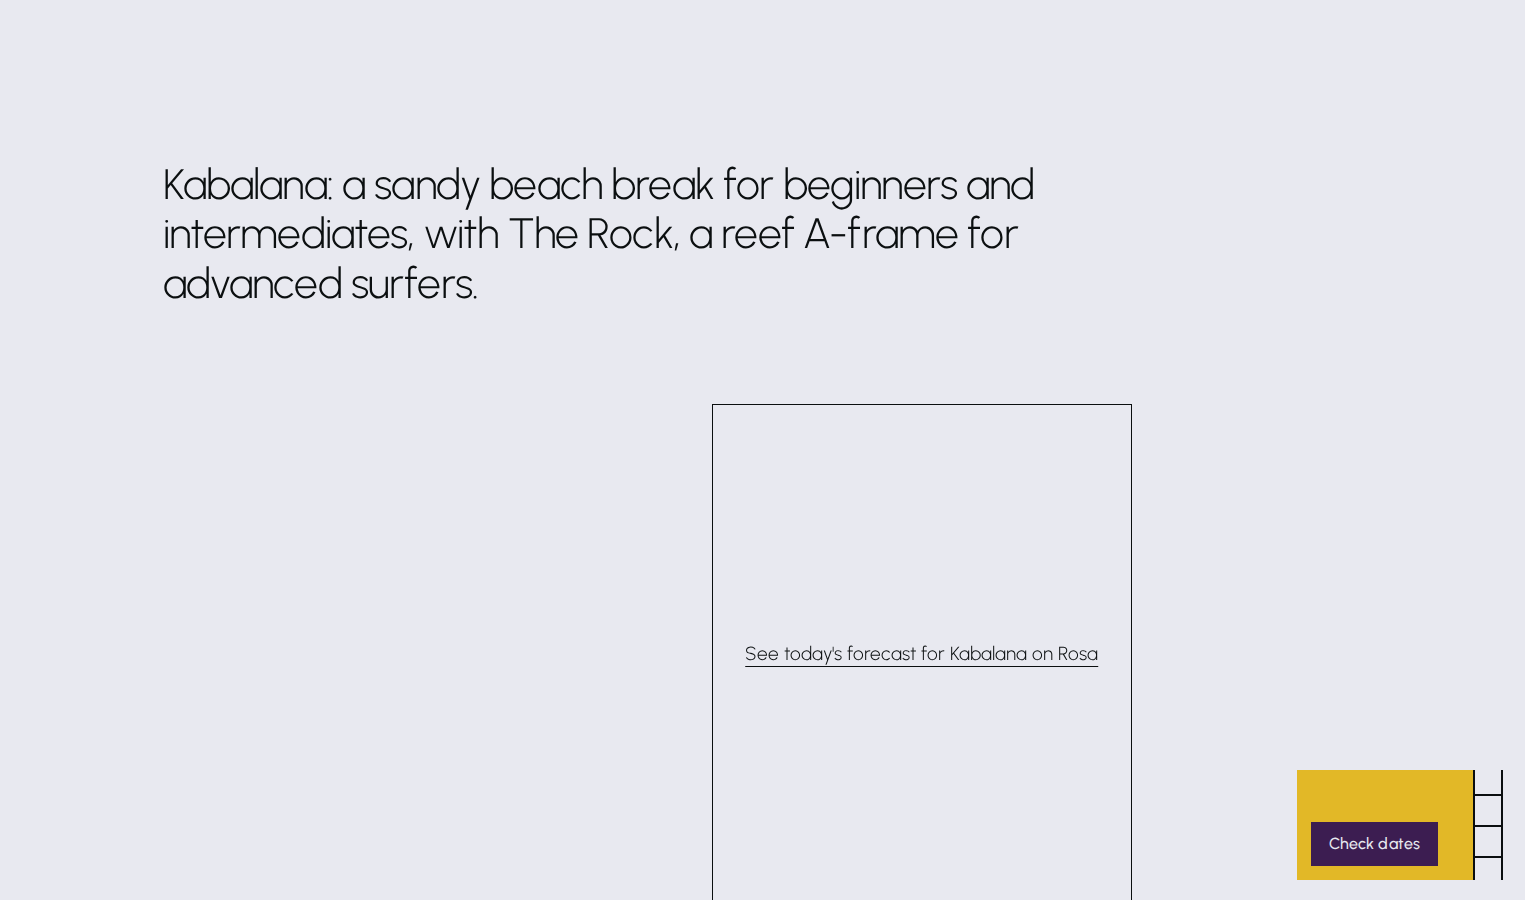 Kabalana: a sandy beach break for beginners and
intermediates, with The Rock, a reef A-frame for
advanced surfers.
See today's forecast for Kabalana on Rosa
Check dates